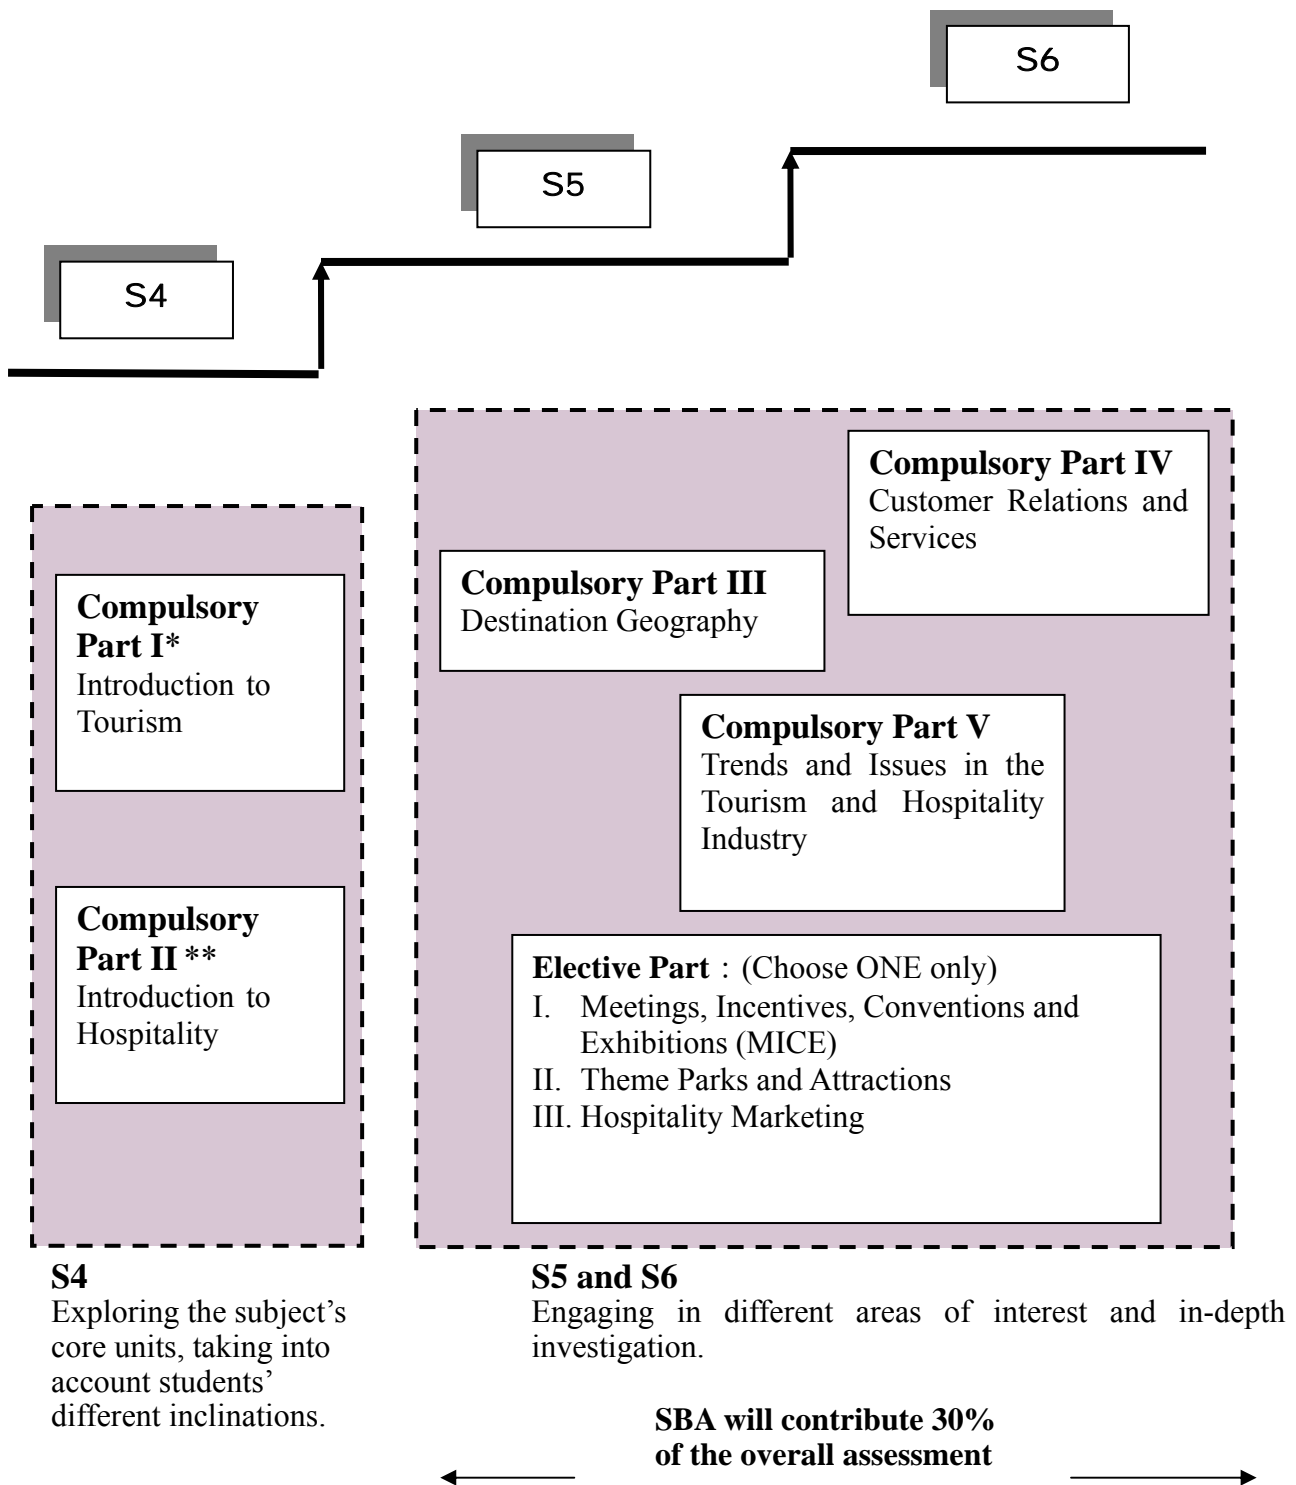 S6
S5
S4
Compulsory Part IV
Customer Relations and
Services
Compulsory Part III
Destination Geography
Compulsory
Part I*
Introduction to
Tourism
Compulsory Part V
Trends and Issues in the
Tourism and Hospitality
Industry
Compulsory
Part II **
Introduction to
Hospitality
Elective Part : (Choose ONE only)
I. Meetings, Incentives, Conventions and
Exhibitions (MICE)
II. Theme Parks and Attractions
III. Hospitality Marketing
S4
Exploring the subject’s
core units, taking into
account students’
different inclinations.
S5 and S6
Engaging in different areas of interest and in-depth
investigation.
SBA will contribute 30%
of the overall assessment